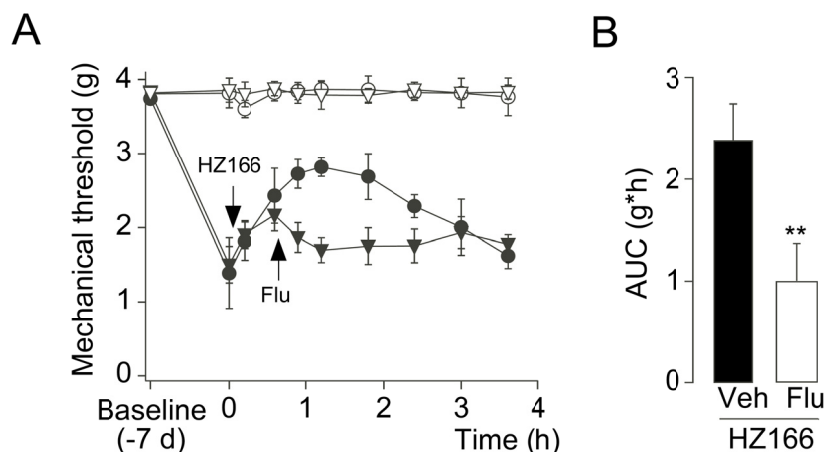 A
Mechanical threshold (g)
4
3
2
1
0
HZ166
Flu
Baseline
(-7 d)
0 1 2 3 4
Time (h)
B
AUC (g*h)
3
2
1
0
**
Veh Flu
HZ166